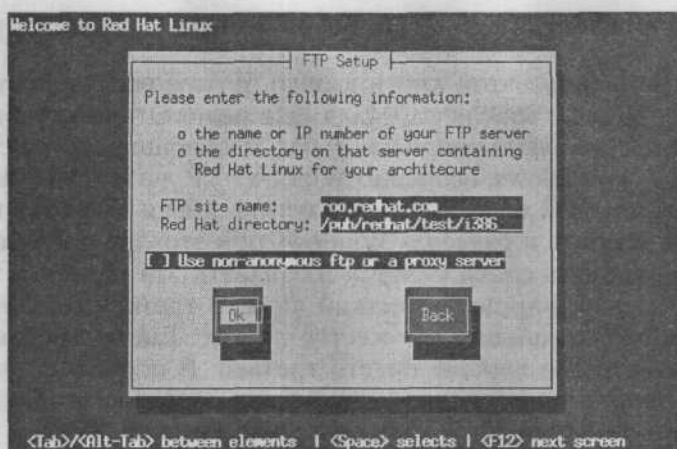 Welcome to Red Hat Linux
FTP Setup
Please enter the following information:
o the name or IP number of your FTP server
o the directory on that server containing
Red Hat Linux for your architecure
FTP site name: roo.redhat.com
Red Hat directory: /pub/redhat/test/i386
[ ] Use non-anonymous ftp or a proxy server
Ok Back
<Tab>/<Alt-Tab> between elements | <Space> selects | <F12> next screen